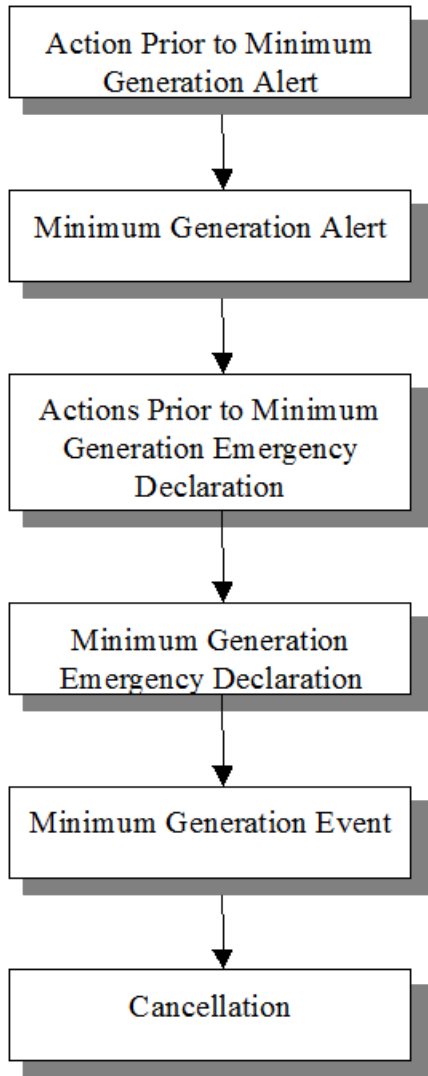 Action Prior to Minimum
Generation Alert
Minimum Generation Alert
Actions Prior to Minimum
Generation Emergency
Declaration
Minimum Generation
Emergency Declaration
Minimum Generation Event
Cancellation